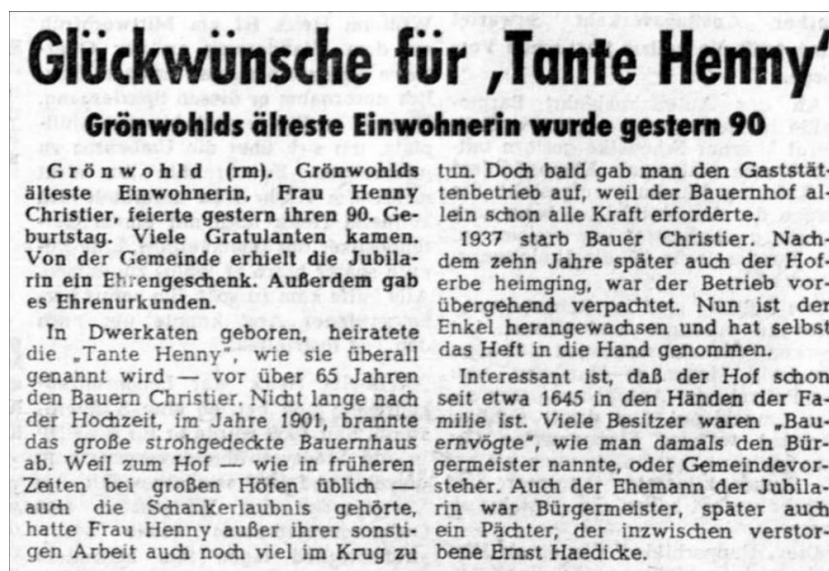 Glückwünsche für ‚Tante Henny'
Grönwohlds älteste Einwohnerin wurde gestern 90
Grönwohld (rm). Grönwohlds
älteste Einwohnerin, Frau Henny
Christier, feierte gestern ihren 90. Ge-
burtstag. Viele Gratulanten kamen.
Von der Gemeinde erhielt die Jubila-
rin ein Ehrengeschenk. Außerdem gab
es Ehrenurkunden.
In Dwerkaten geboren, heiratete
die „Tante Henny", wie sie überall
genannt wird — vor über 65 Jahren
den Bauern Christier. Nicht lange nach
der Hochzeit, im Jahre 1901, brannte
das große strohgedeckte Bauernhaus
ab. Weil zum Hof — wie in früheren
Zeiten bei großen Höfen üblich —
auch die Schankerlaubnis gehörte,
hatte Frau Henny außer ihrer sonsti-
gen Arbeit auch noch viel im Krug zu
tun. Doch bald gab man den Gaststät-
tenbetrieb auf, weil der Bauernhof al-
lein schon alle Kraft erforderte.
1937 starb Bauer Christier. Nach-
dem zehn Jahre später auch der Hof-
erbe heimging, war der Betrieb vor-
übergehend verpachtet. Nun ist der
Enkel herangewachsen und hat selbst
das Heft in die Hand genommen.
Interessant ist, daß der Hof schon
seit etwa 1645 in den Händen der Fa-
milje ist. Viele Besitzer waren „Bau-
ernvögte", wie man damals den Bür-
germeister nannte, oder Gemeindevor-
steher. Auch der Ehemann der Jubila-
rin war Bürgermeister, später auch
ein Pächter, der inzwischen verstor-
bene Ernst Haedicke.